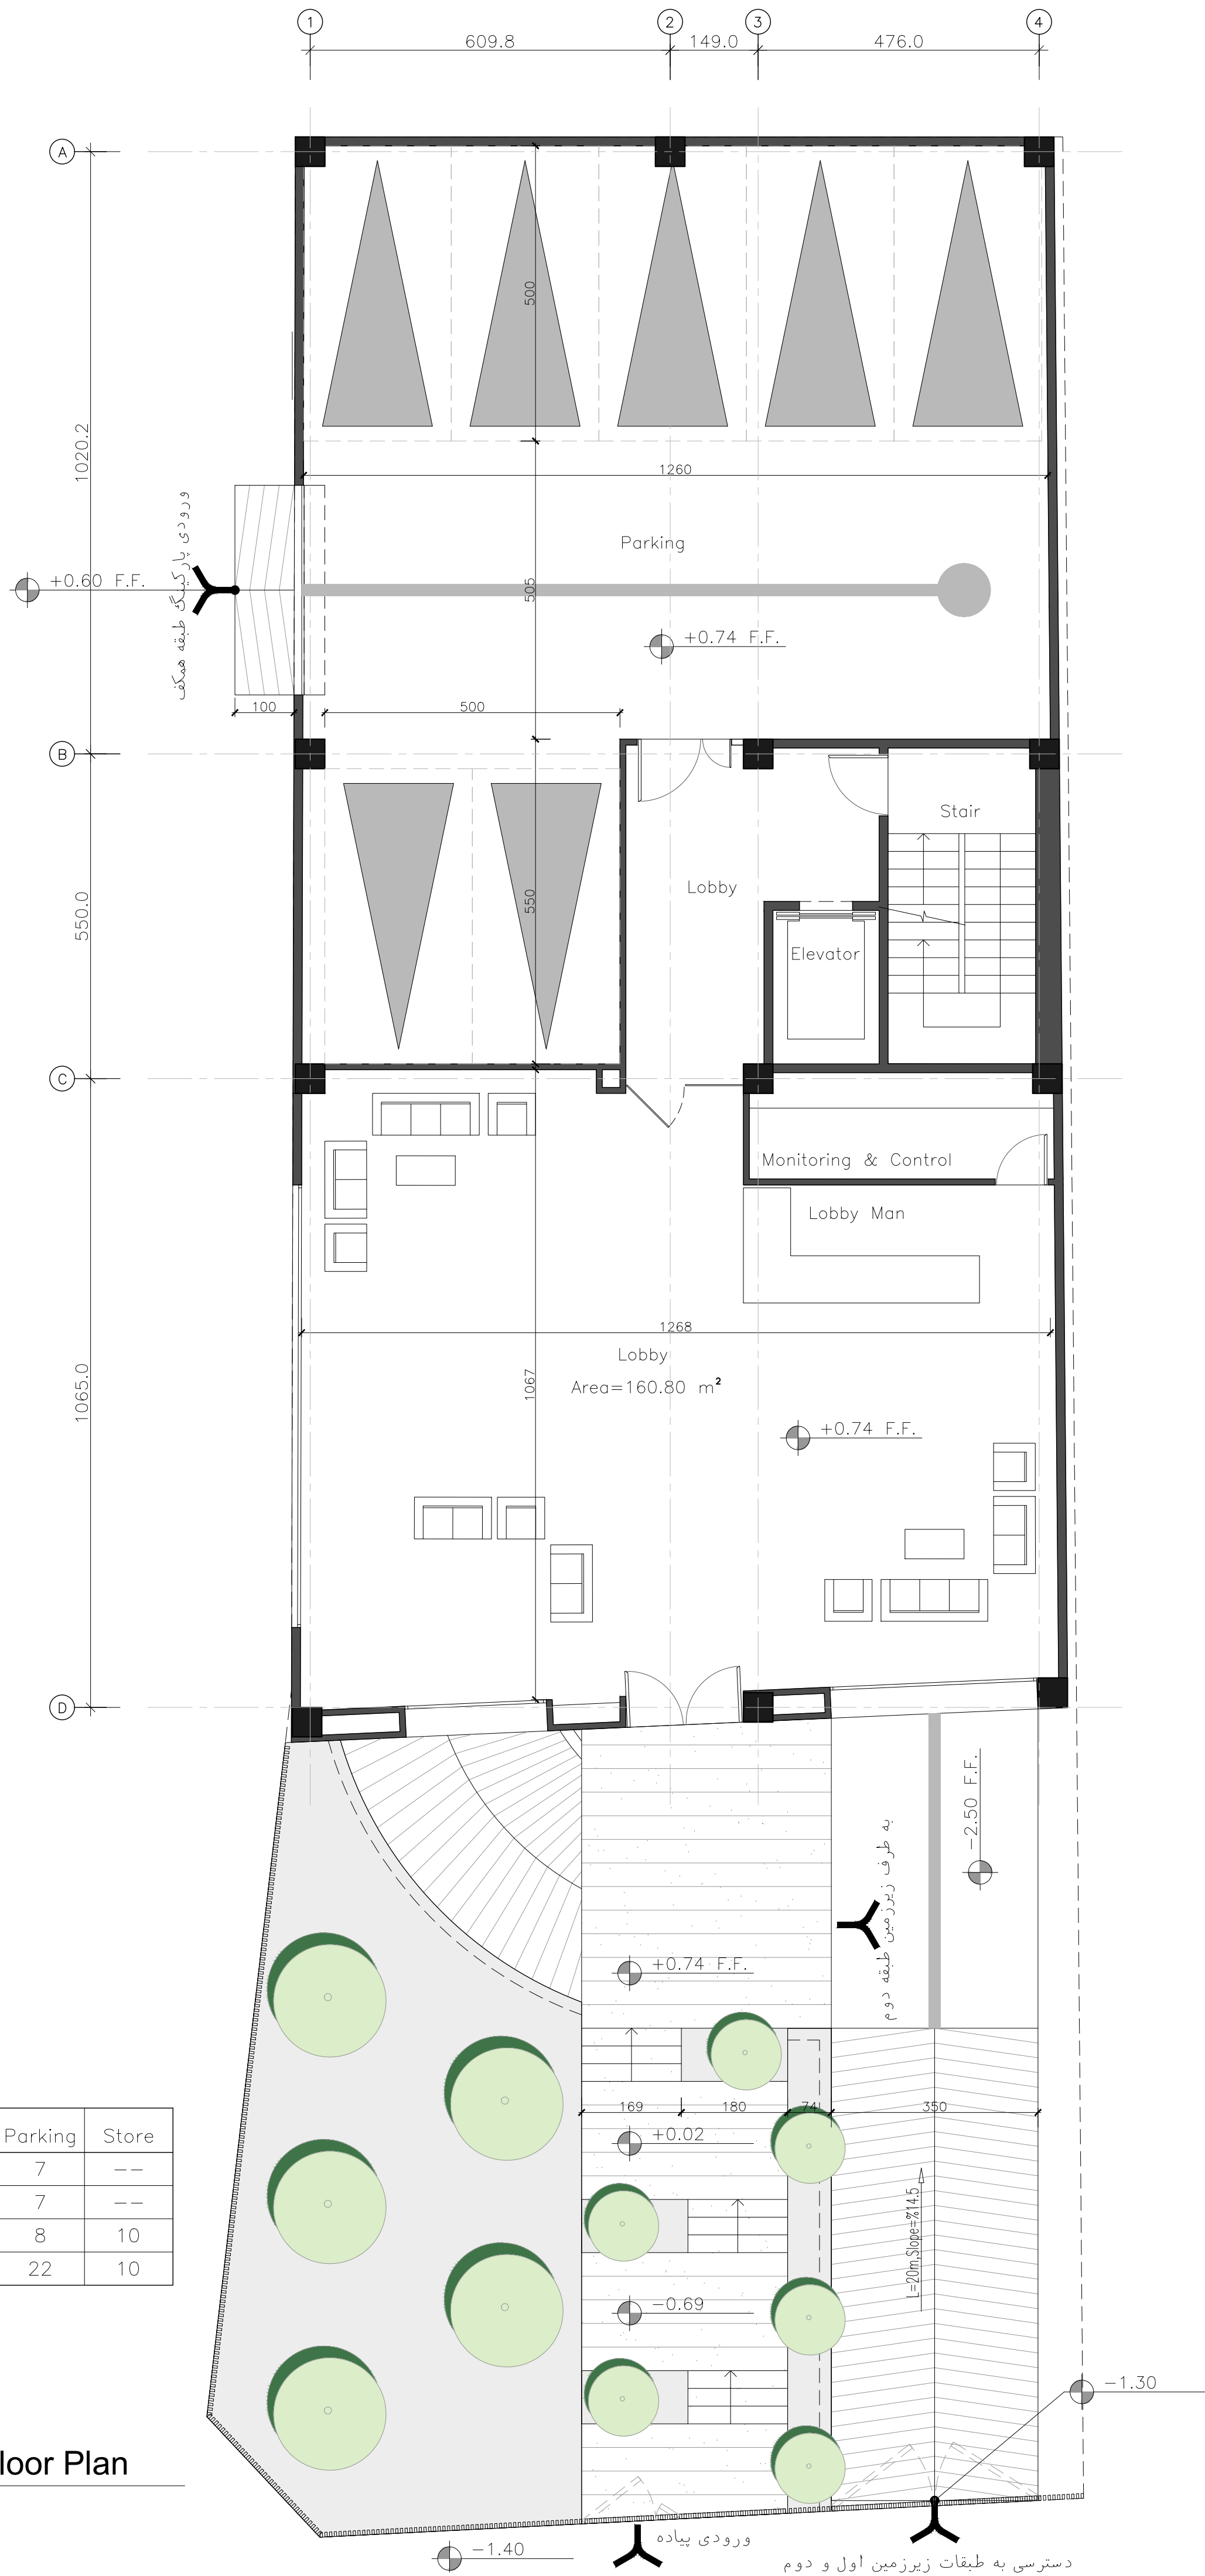 1
2
3
4
609.8
149.0
476.0
A
500
1020.2
1260
Parking
ورودی پارکینگ طبقه همکف
+0.60 F.F.
505
+0.74 F.F.
100
500
B
Stair
Lobby
550
550.0
Elevator
C
Monitoring & Control
Lobby Man
1268
Lobby
Area=160.80 m²
1067
1065.0
+0.74 F.F.
D
-2.50 F.F.
به طرف زیرزمین طبقه دوم
+0.74 F.F.
169
180
74
350
+0.02
Parking Store
7 --
7 --
8 10
22 10
L=20m,Slope=%14.5
-0.69
-1.30
loor Plan
ورودی پیاده
-1.40
دسترسی به طبقات زیرزمین اول و دوم